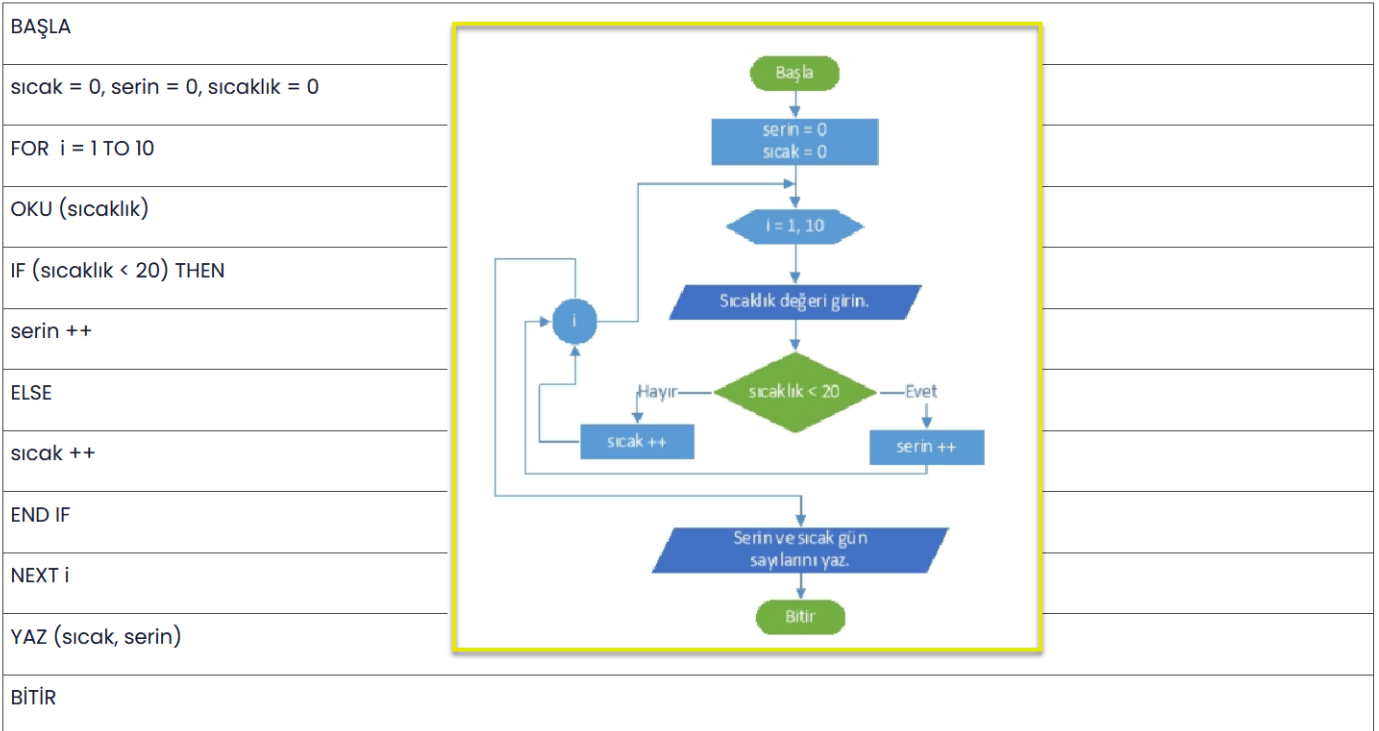 BAŞLA
sıcak = 0, serin = 0, sıcaklık = 0
FOR i = 1 TO 10
OKU (sıcaklık)
IF (sıcaklık < 20) THEN
serin ++
ELSE
sıcak ++
END IF
NEXT i
YAZ (sıcak, serin)
BİTİR
Başla
serin = 0
sıcak = 0
i = 1, 10
Sıcaklık değeri girin.
i
sıcaklık < 20
Hayır
Evet
sıcak ++
serin ++
Serin ve sıcak gün
sayılarını yaz.
Bitir